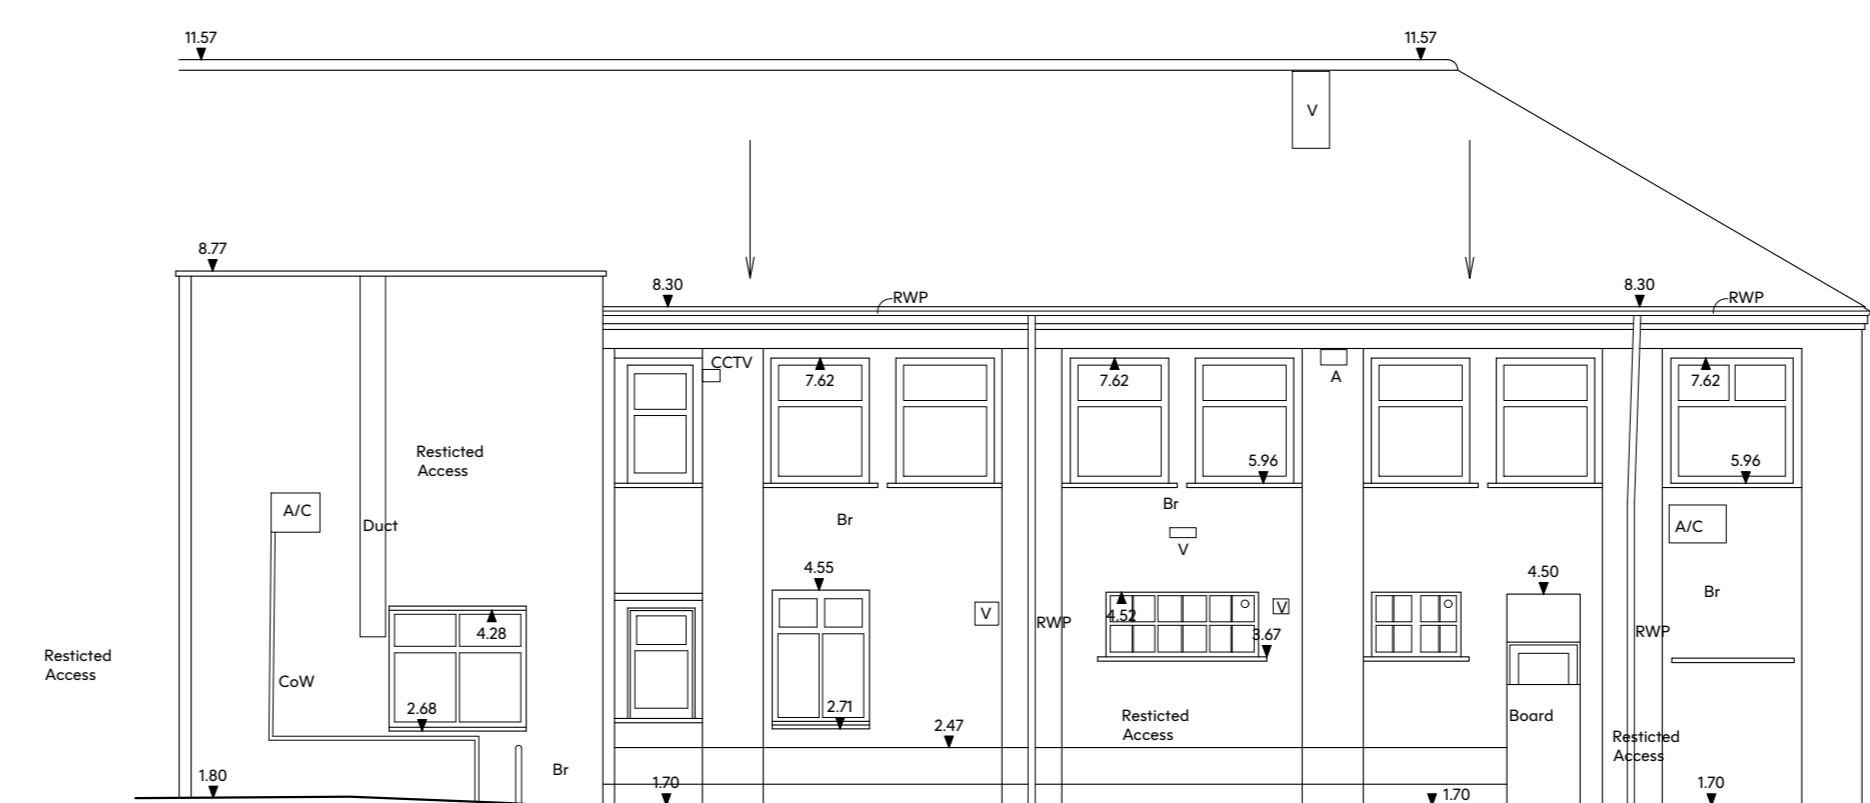 11.57
11.57
V
8.77
8.30
RWP
8.30
RWP
CCTV
7.62
7.62
A
7.62
Resticted
Access
5.96
5.96
A/C
Duct
Br
Br
V
A/C
4.55
4.50
Br
4.28
V
RWP
4.52
V
3.67
RWP
Resticted
Access
CoW
2.68
2.71
2.47
Resticted
Access
Board
Resticted
Access
Br
1.80
1.70
1.70
1.70